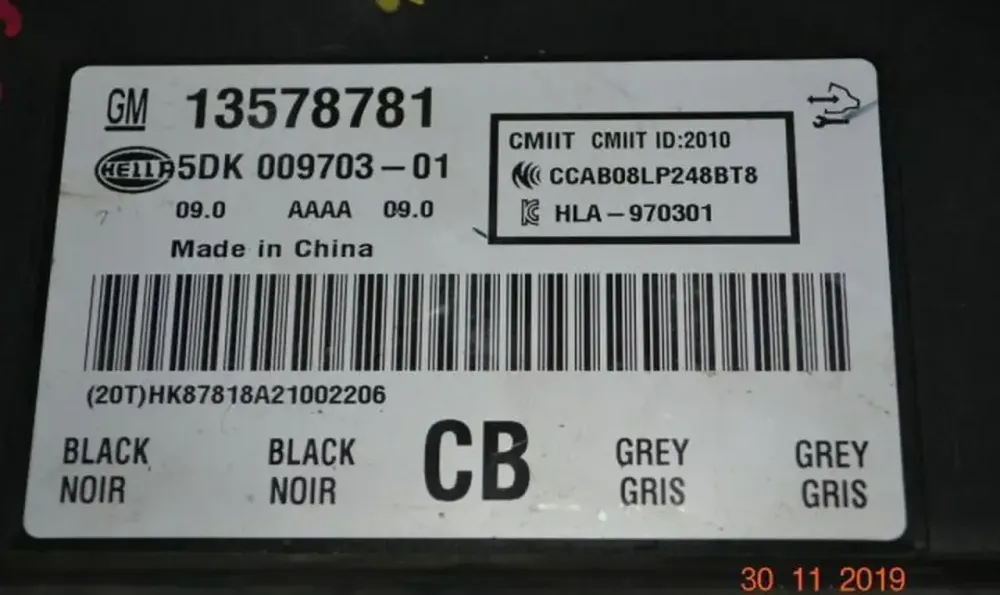 GM 13578781
HELLA 5DK 009703-01
09.0 AAAA 09.0
Made in China
CMIIT CMIIT ID:2010
CCAB08LP248BT8
HLA-970301
(20T)HK87818A21002206
BLACK BLACK CB GREY GREY
NOIR NOIR GRIS GRIS
30 11 2019